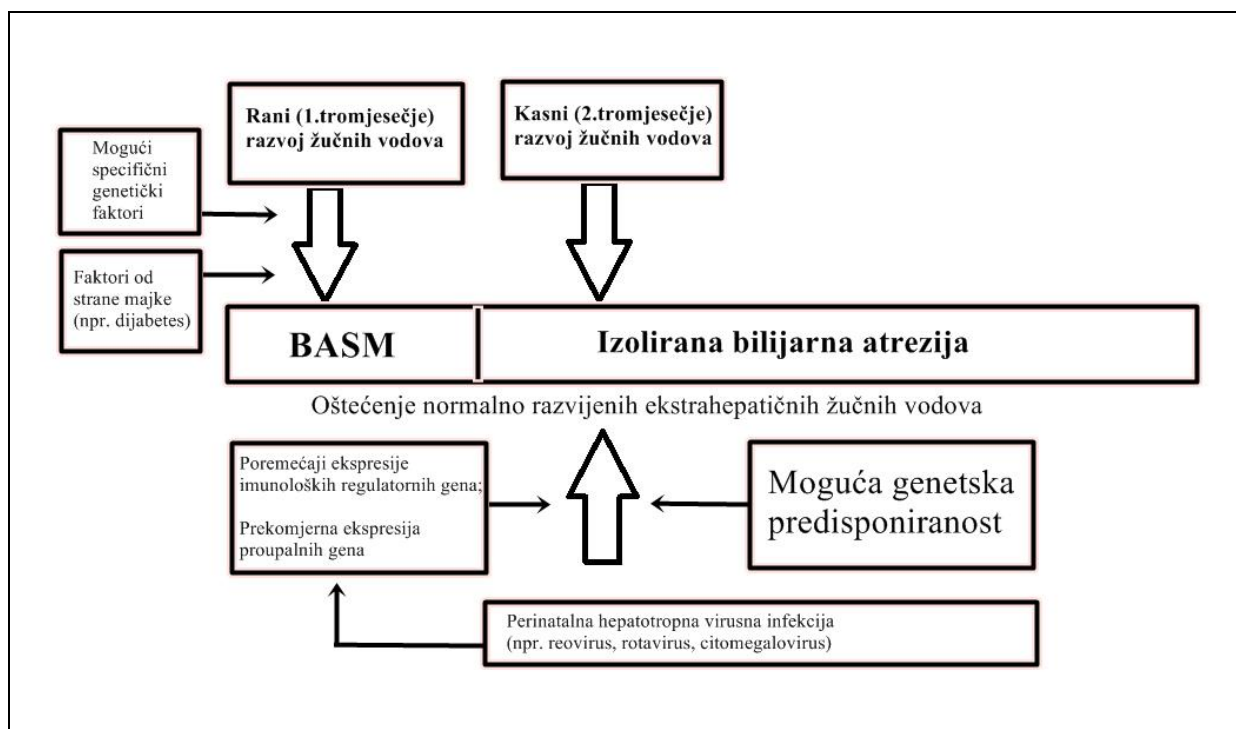 Rani (1.tromjesečje)
razvoj žučnih vodova
Kasni (2.tromjesečje)
razvoj žučnih vodova
Mogući
specifični
genetički
faktori
Faktori od
strane majke
(npr. dijabetes)
BASM
Izolirana bilijarna atrezija
Oštećenje normalno razvijenih ekstrahepatičnih žučnih vodova
Poremećaji ekspresije
imunoloških regulatornih gena;
Prekomjerna ekspresija
proupalnih gena
Moguća genetska
predisponiranost
Perinatalna hepatotropna virusna infekcija
(npr. reovirus, rotavirus, citomegalovirus)